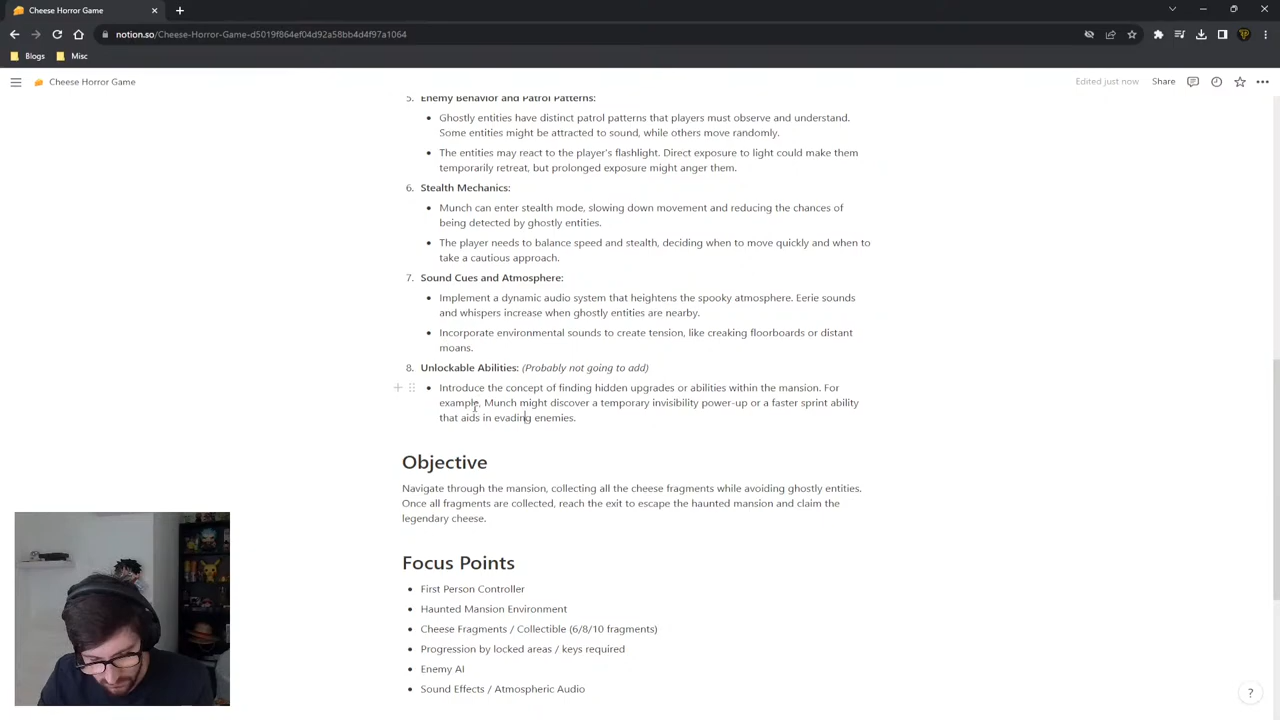 Cheese Horror Game
notion.so/Cheese-Horror-Game-d5019f864ef04d92a58bb4d4f97a1064
Blogs
Misc
Cheese Horror Game
Edited just now
Share
5. Enemy Behavior and Patrol Patterns:
Ghostly entities have distinct patrol patterns that players must observe and understand.
Some entities might be attracted to sound, while others move randomly.
The entities may react to the player's flashlight. Direct exposure to light could make them
temporarily retreat, but prolonged exposure might anger them.
6. Stealth Mechanics:
Munch can enter stealth mode, slowing down movement and reducing the chances of
being detected by ghostly entities.
The player needs to balance speed and stealth, deciding when to move quickly and when to
take a cautious approach.
7. Sound Cues and Atmosphere:
Implement a dynamic audio system that heightens the spooky atmosphere. Eerie sounds
and whispers increase when ghostly entities are nearby.
Incorporate environmental sounds to create tension, like creaking floorboards or distant
moans.
8. Unlockable Abilities: (Probably not going to add)
Introduce the concept of finding hidden upgrades or abilities within the mansion. For
example, Munch might discover a temporary invisibility power-up or a faster sprint ability
that aids in evading enemies.
Objective
Navigate through the mansion, collecting all the cheese fragments while avoiding ghostly entities.
Once all fragments are collected, reach the exit to escape the haunted mansion and claim the
legendary cheese.
Focus Points
First Person Controller
Haunted Mansion Environment
Cheese Fragments / Collectible (6/8/10 fragments)
Progression by locked areas / keys required
Enemy AI
Sound Effects / Atmospheric Audio
?